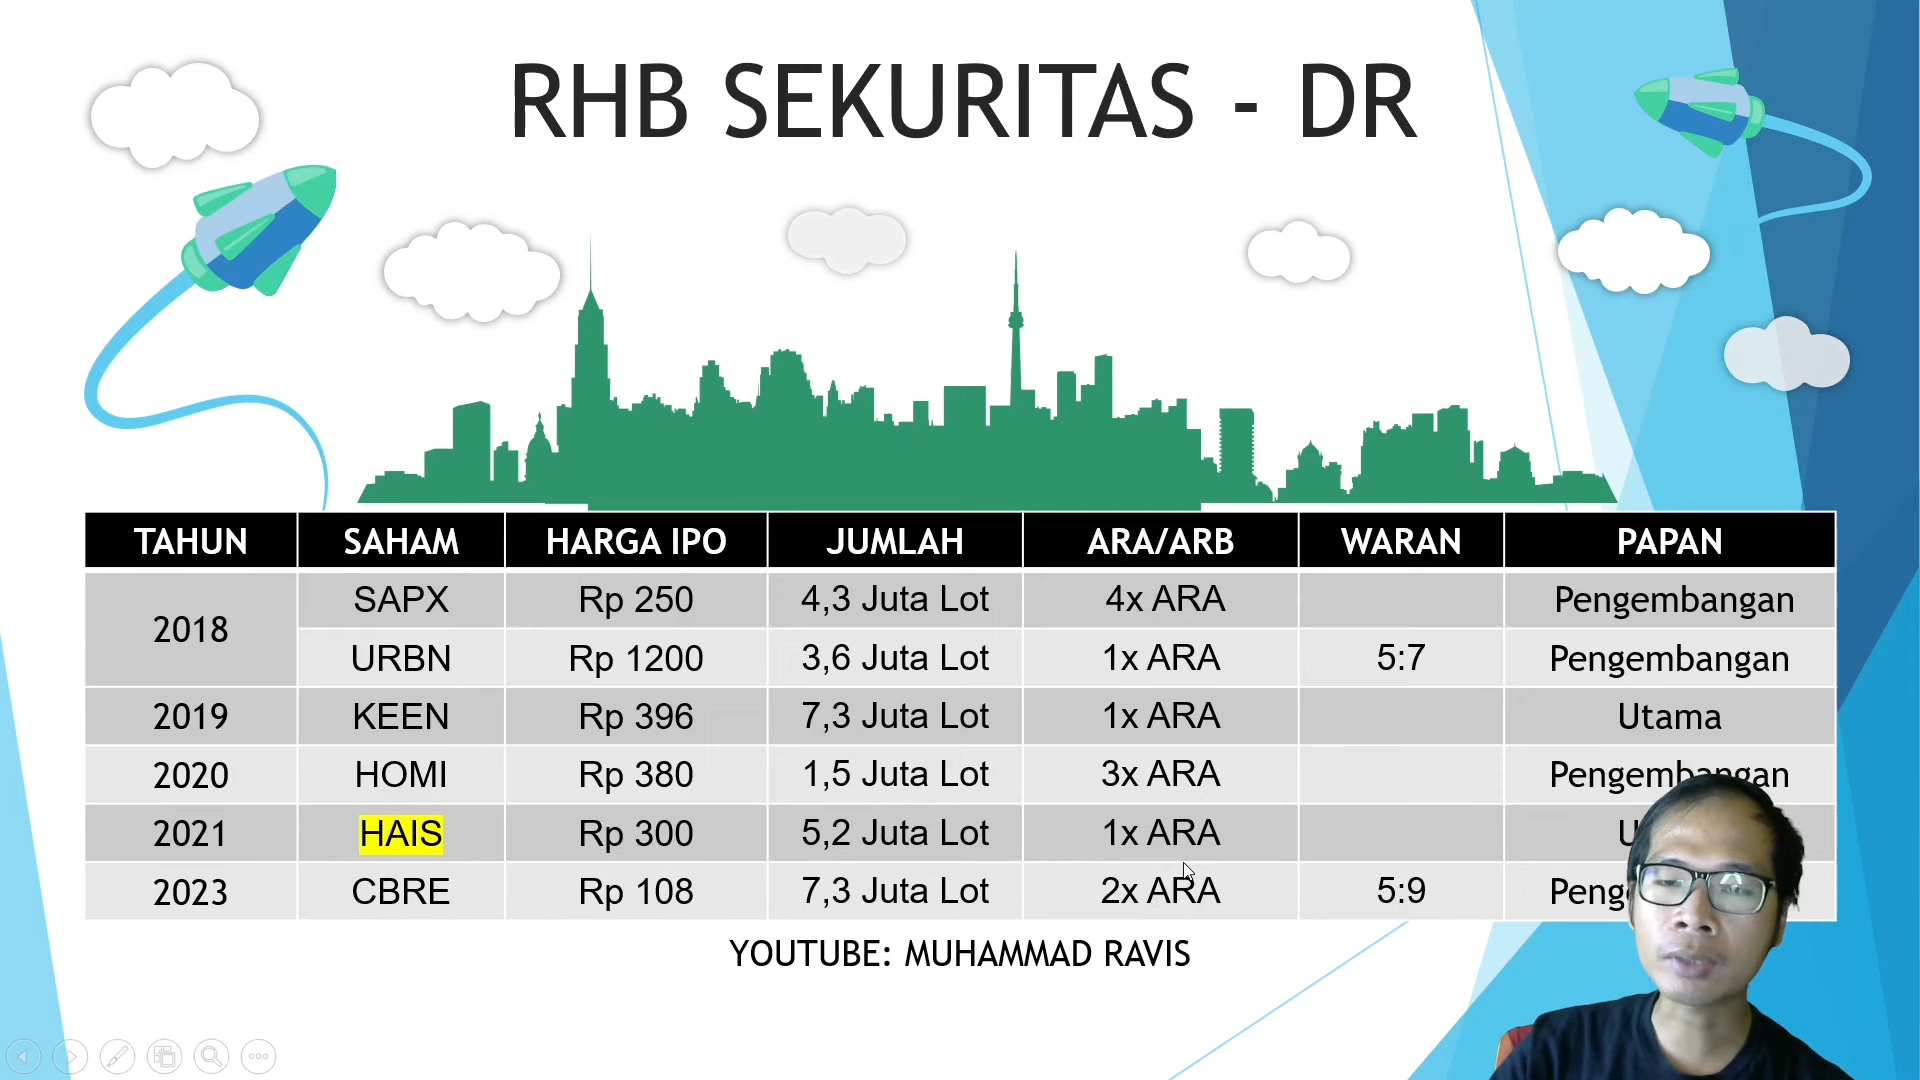 RHB SEKURITAS - DR
TAHUN SAHAM HARGA IPO JUMLAH ARA/ARB WARAN PAPAN
2018 SAPX Rp 250 4,3 Juta Lot 4x ARA Pengembangan
URBN Rp 1200 3,6 Juta Lot 1x ARA 5:7 Pengembangan
2019 KEEN Rp 396 7,3 Juta Lot 1x ARA Utama
2020 HOMI Rp 380 1,5 Juta Lot 3x ARA Pengembangan
2021 HAIS Rp 300 5,2 Juta Lot 1x ARA
2023 CBRE Rp 108 7,3 Juta Lot 2x ARA 5:9
YOUTUBE: MUHAMMAD RAVIS